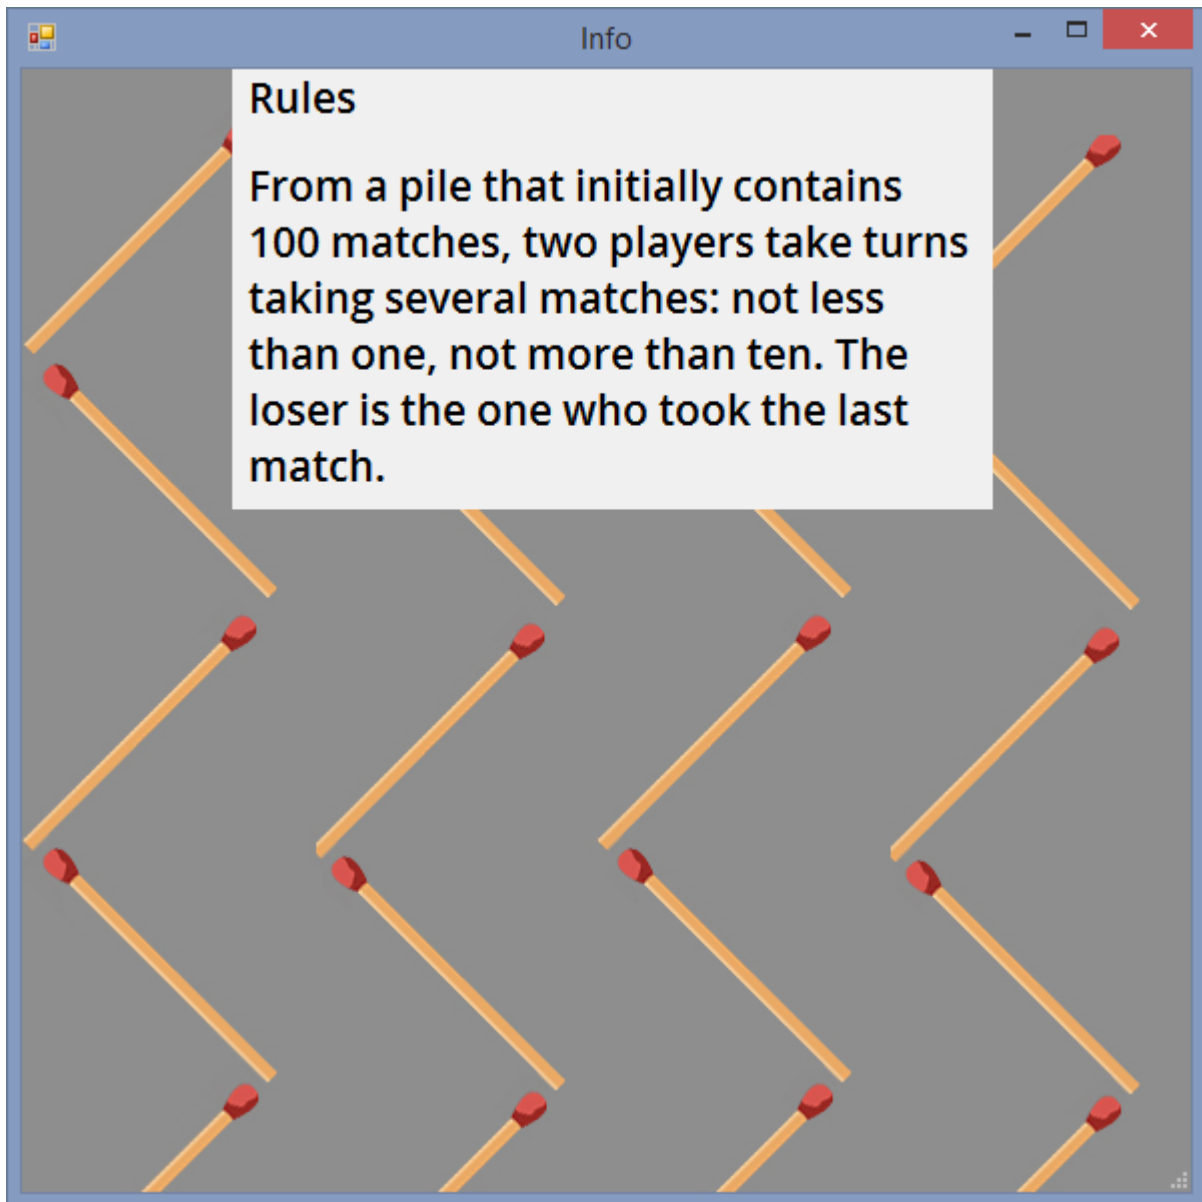 Info
Rules
From a pile that initially contains
100 matches, two players take turns
taking several matches: not less
than one, not more than ten. The
loser is the one who took the last
match.